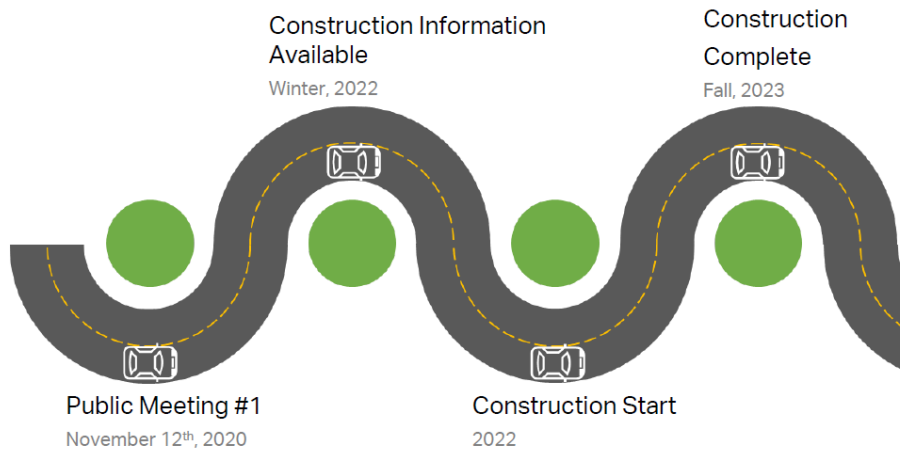 Construction Information
Available
Winter, 2022
Construction
Complete
Fall, 2023
Public Meeting #1
November 12th, 2020
Construction Start
2022